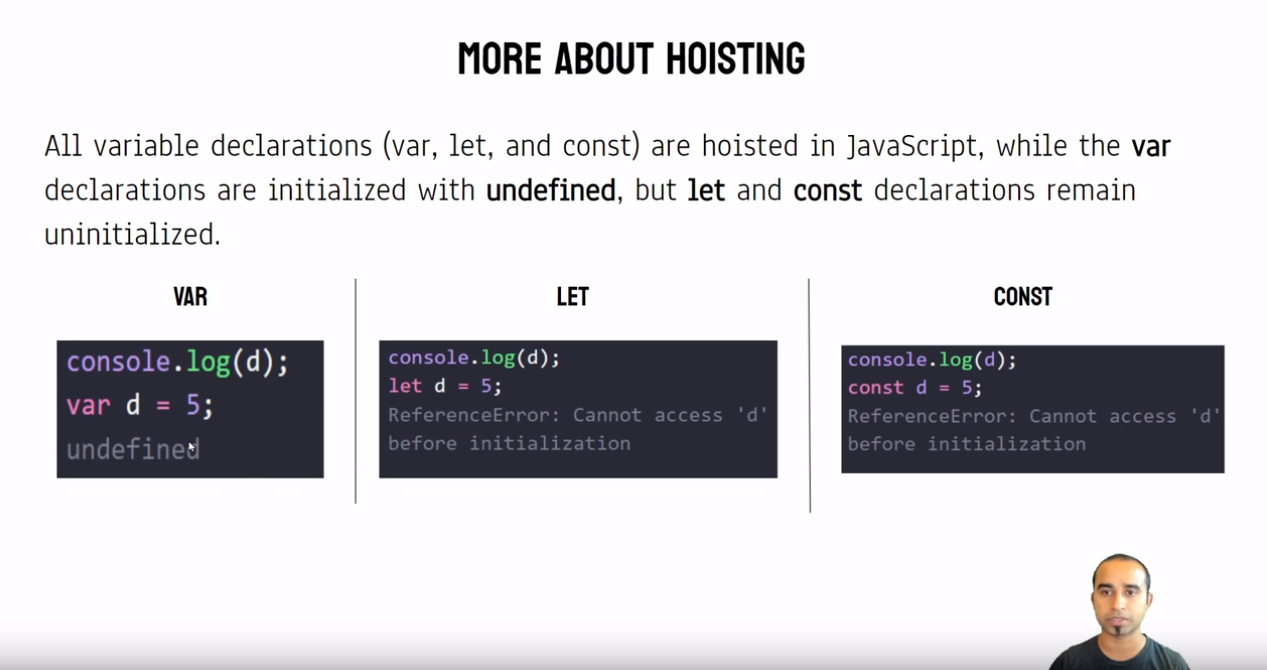 MORE ABOUT HOISTING
All variable declarations (var, let, and const) are hoisted in JavaScript, while the var
declarations are initialized with undefined, but let and const declarations remain
uninitialized.
VAR
console.log(d);
var d = 5;
undefined
LET
console.log(d);
let d = 5;
ReferenceError: Cannot access 'd'
before initialization
CONST
console.log(d);
const d = 5;
ReferenceError: Cannot access 'd'
before initialization